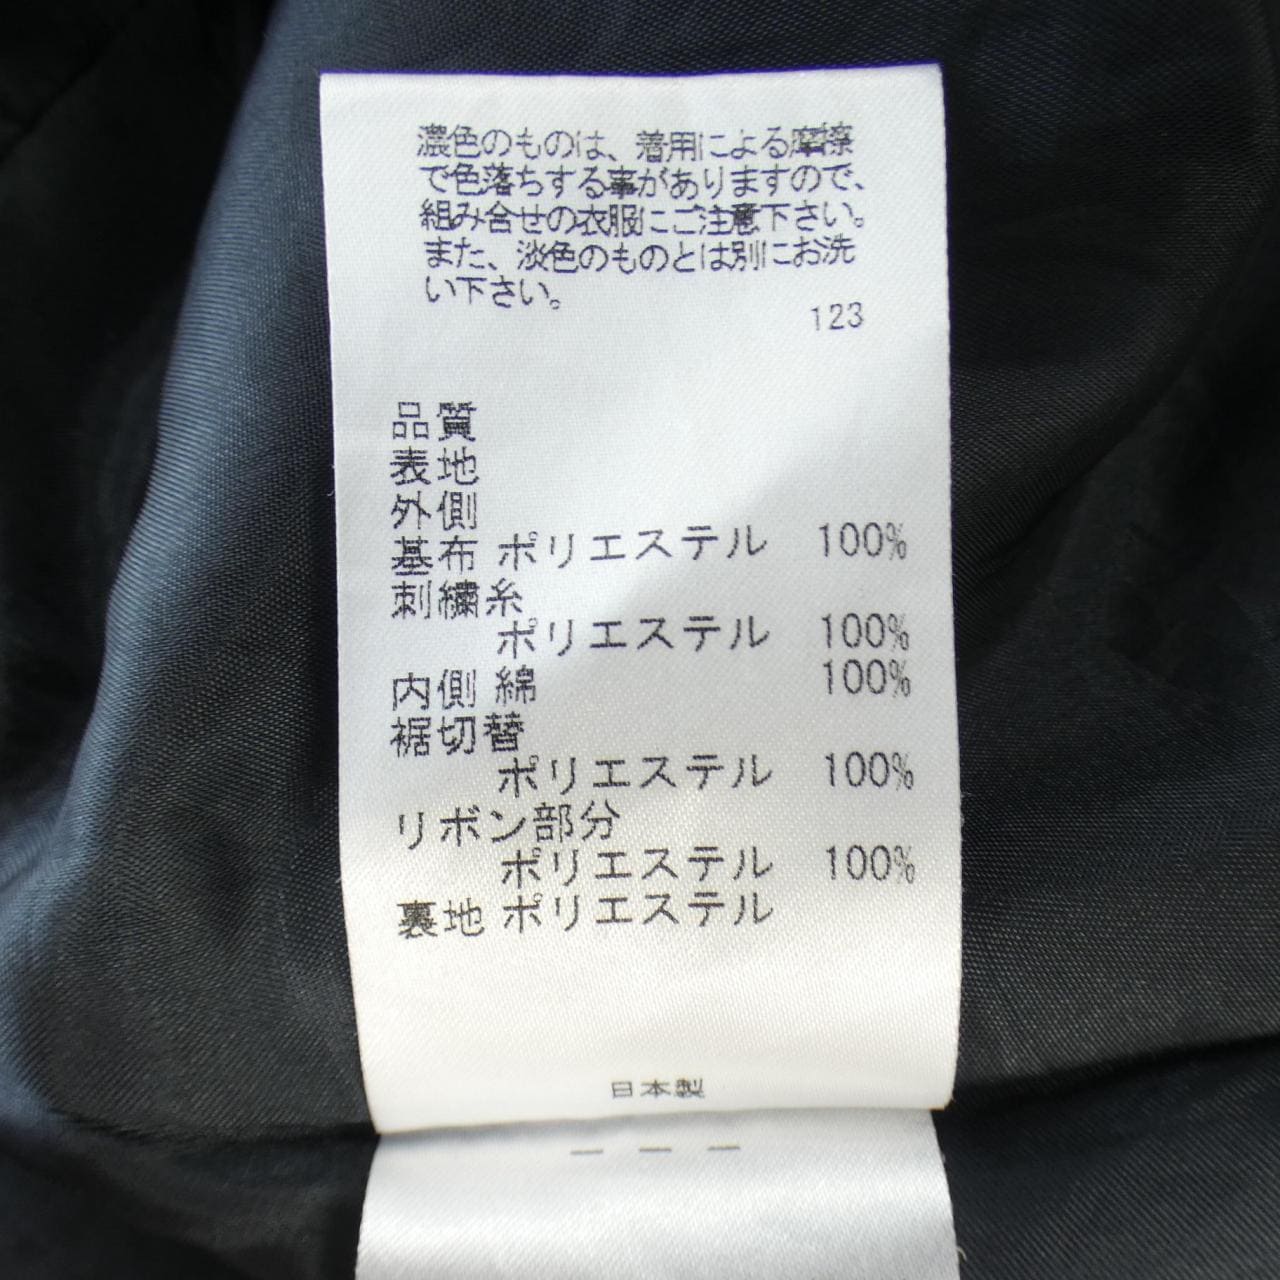 濃色のものは、着用による摩擦
で色落ちする事がありますので、
組み合せの衣服にご注意下さい。
また、淡色のものとは別にお洗
い下さい。
123
品質
表地
外側
基布 ポリエステル 100%
刺繍糸
ポリエステル 100%
内側 綿 100%
裾切替
ポリエステル 100%
リボン部分
ポリエステル 100%
裏地 ポリエステル
日本製